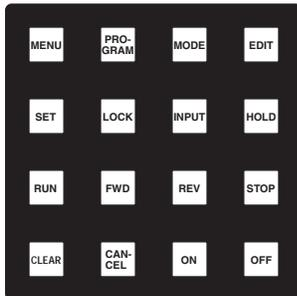 MENU PRO-
GRAM MODE EDIT
SET LOCK INPUT HOLD
RUN FWD REV STOP
CLEAR CAN-
CEL ON OFF